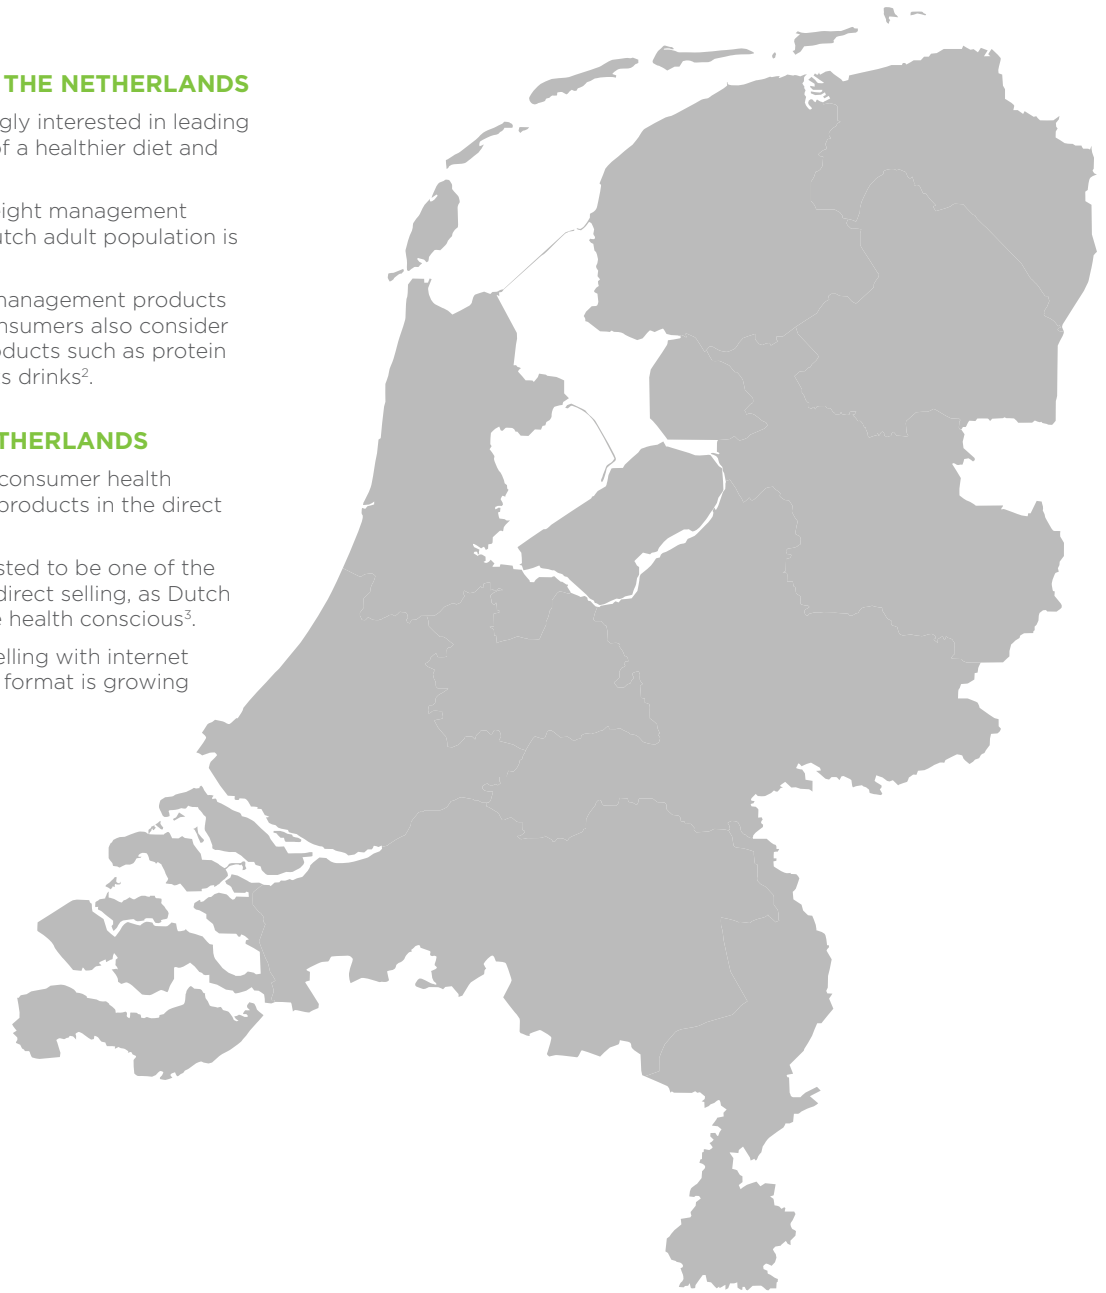 THE NETHERLANDS
gly interested in leading
f a healthier diet and
ight management
utch adult population is
management products
nsumers also consider
oducts such as protein
s drinks².
THERLANDS
consumer health
products in the direct
sted to be one of the
direct selling, as Dutch
e health conscious³.
elling with internet
format is growing